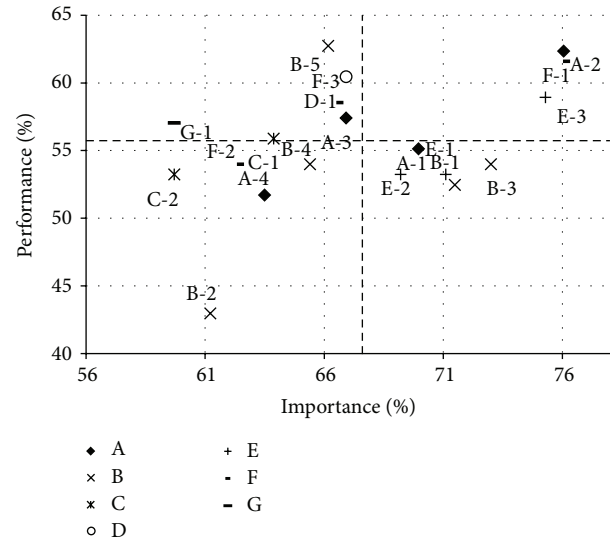 65
60
55
50
45
40
Performance (%)
B-5
F-3
D-1
A-3
A-2
F-1
E-3
G-1
F-2
C-1
B-4
A-4
C-2
B-2
A-1
E-1
B-1
E-2
B-3
56
61
66
71
76
Importance (%)
A
B
C
D
E
F
G